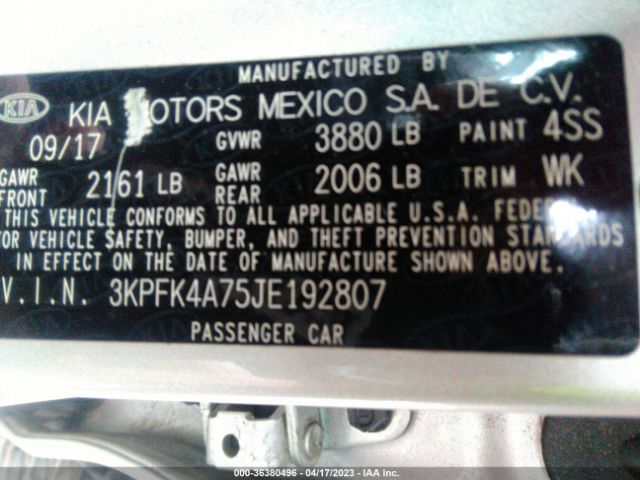 MANUFACTURED BY
KIA KIA MOTORS MEXICO S.A. DE C.V.
09/17 GVWR 3880 LB PAINT 4SS
GAWR FRONT 2161 LB GAWR REAR 2006 LB TRIM WK
THIS VEHICLE CONFORMS TO ALL APPLICABLE U.S.A. FEDERAL
MOTOR VEHICLE SAFETY, BUMPER, AND THEFT PREVENTION STANDARDS
IN EFFECT ON THE DATE OF MANUFACTURE SHOWN ABOVE.
V.I.N. 3KPFK4A75JE192807
PASSENGER CAR
000-36380496 - 04/17/2023 - IAA Inc.